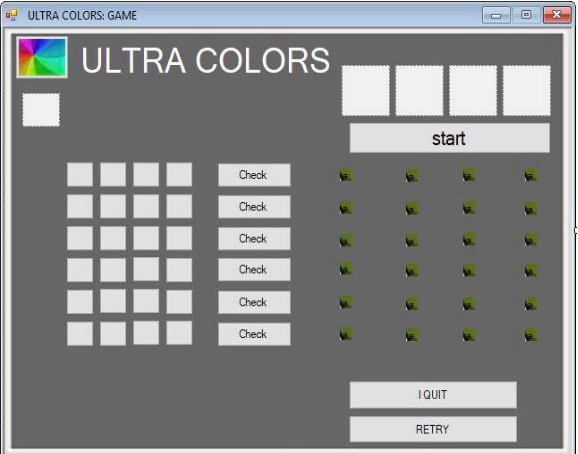 ULTRA COLORS: GAME
ULTRA COLORS
start
Check
Check
Check
Check
Check
Check
I QUIT
RETRY